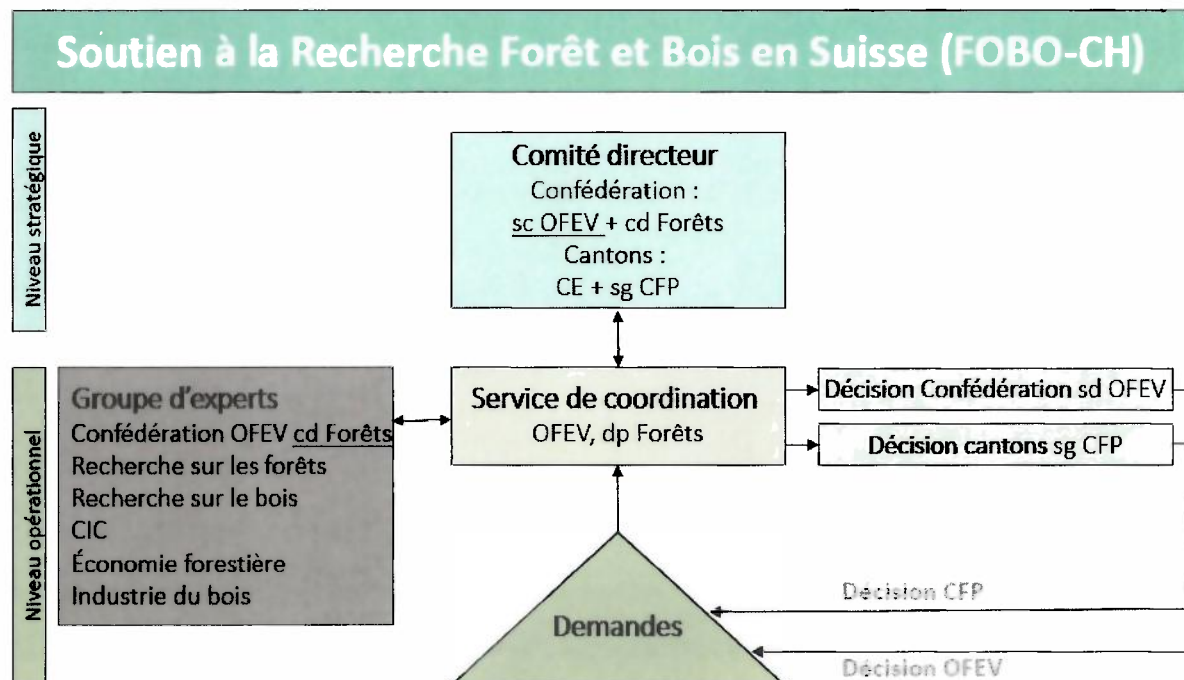 Soutien à la Recherche Forêt et Bois en Suisse (FOBO-CH)
Niveau stratégique
Comité directeur
Confédération :
sc OFEV + cd Forêts
Cantons :
CE + sg CFP
Niveau opérationnel
Groupe d'experts
Confédération OFEV cd Forêts
Recherche sur les forêts
Recherche sur le bois
CIC
Économie forestière
Industrie du bois
Service de coordination
OFEV, dp Forêts
Décision Confédération sd OFEV
Décision cantons sg CFP
Demandes
Décision CFP
Décision OFEV